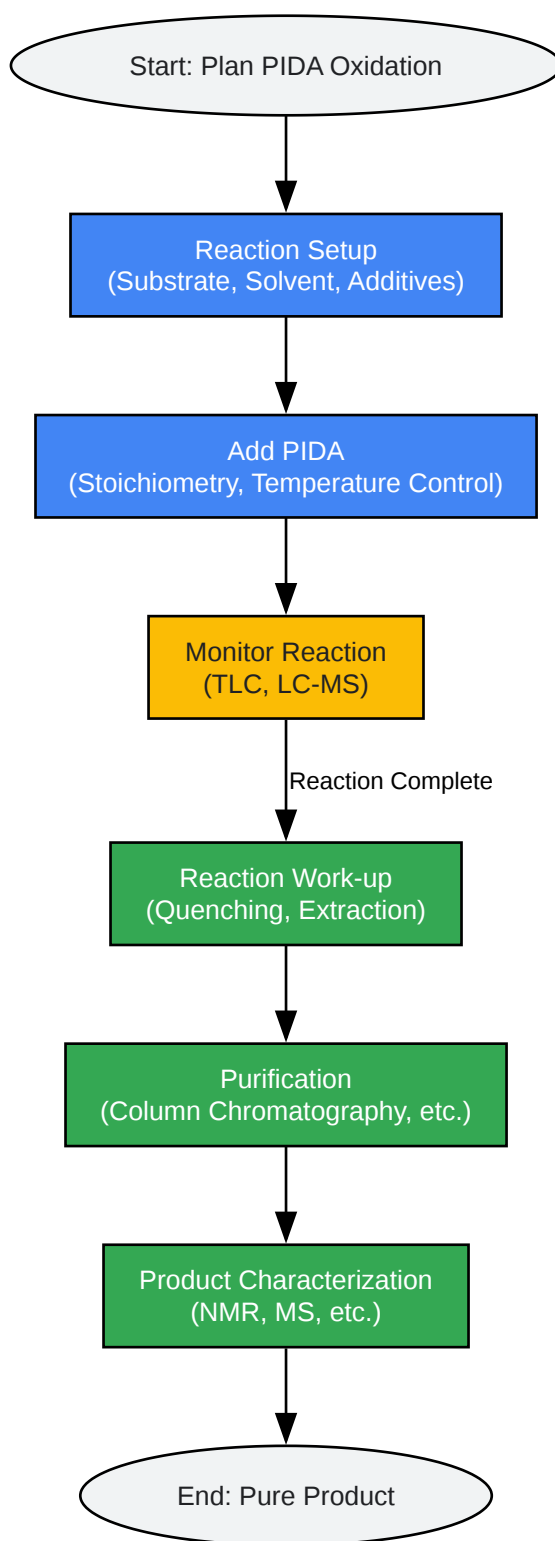 Start: Plan PIDA Oxidation
Reaction Setup
(Substrate, Solvent, Additives)
Add PIDA
(Stoichiometry, Temperature Control)
Monitor Reaction
(TLC, LC-MS)
Reaction Complete
Reaction Work-up
(Quenching, Extraction)
Purification
(Column Chromatography, etc.)
Product Characterization
(NMR, MS, etc.)
End: Pure Product